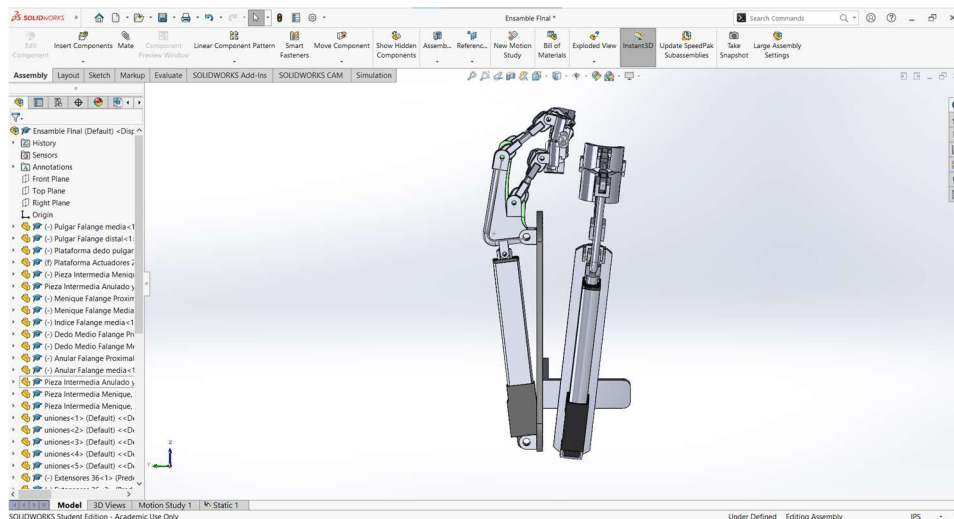 SOLIDWORKS
Ensamble FInal *
Search Commands
Edit Component
Insert Components
Mate
Component Preview Window
Linear Component Pattern
Smart Fasteners
Move Component
Show Hidden Components
Assemb...
Referenc...
New Motion Study
Bill of Materials
Exploded View
Instant3D
Update SpeedPak Subassemblies
Take Snapshot
Large Assembly Settings
Assembly Layout Sketch Markup Evaluate SOLIDWORKS Add-Ins SOLIDWORKS CAM Simulation
Ensamble FInal (Default) <Disp
History
Sensors
Annotations
Front Plane
Top Plane
Right Plane
Origin
(-) Pulgar Falange media<1
(-) Pulgar Falange distal<1
(-) Plataforma dedo pulgar
(f) Plataforma Actuadores 2
(-) Pieza Intermedia Meniqu
Pieza Intermedia Anulado y
(-) Menique Falange Proxim
(-) Menique Falange Media
(-) Indice Falange media<1
(-) Dedo Medio Falange Pr
(-) Dedo Medio Falange Me
(-) Anular Falange Proximal
(-) Anular Falange media<1
Pieza Intermedia Anulado y
Pieza Intermedia Menique,
Pieza Intermedia Menique,
uniones<1> (Default) <<De
uniones<2> (Default) <<De
uniones<3> (Default) <<De
uniones<4> (Default) <<De
uniones<5> (Default) <<De
(-) Extensores 36<1> (Prede
Z
Y
Model 3D Views Motion Study 1 Static 1
SOLIDWORKS Student Edition - Academic Use Only
Under Defined Editing Assembly IPS